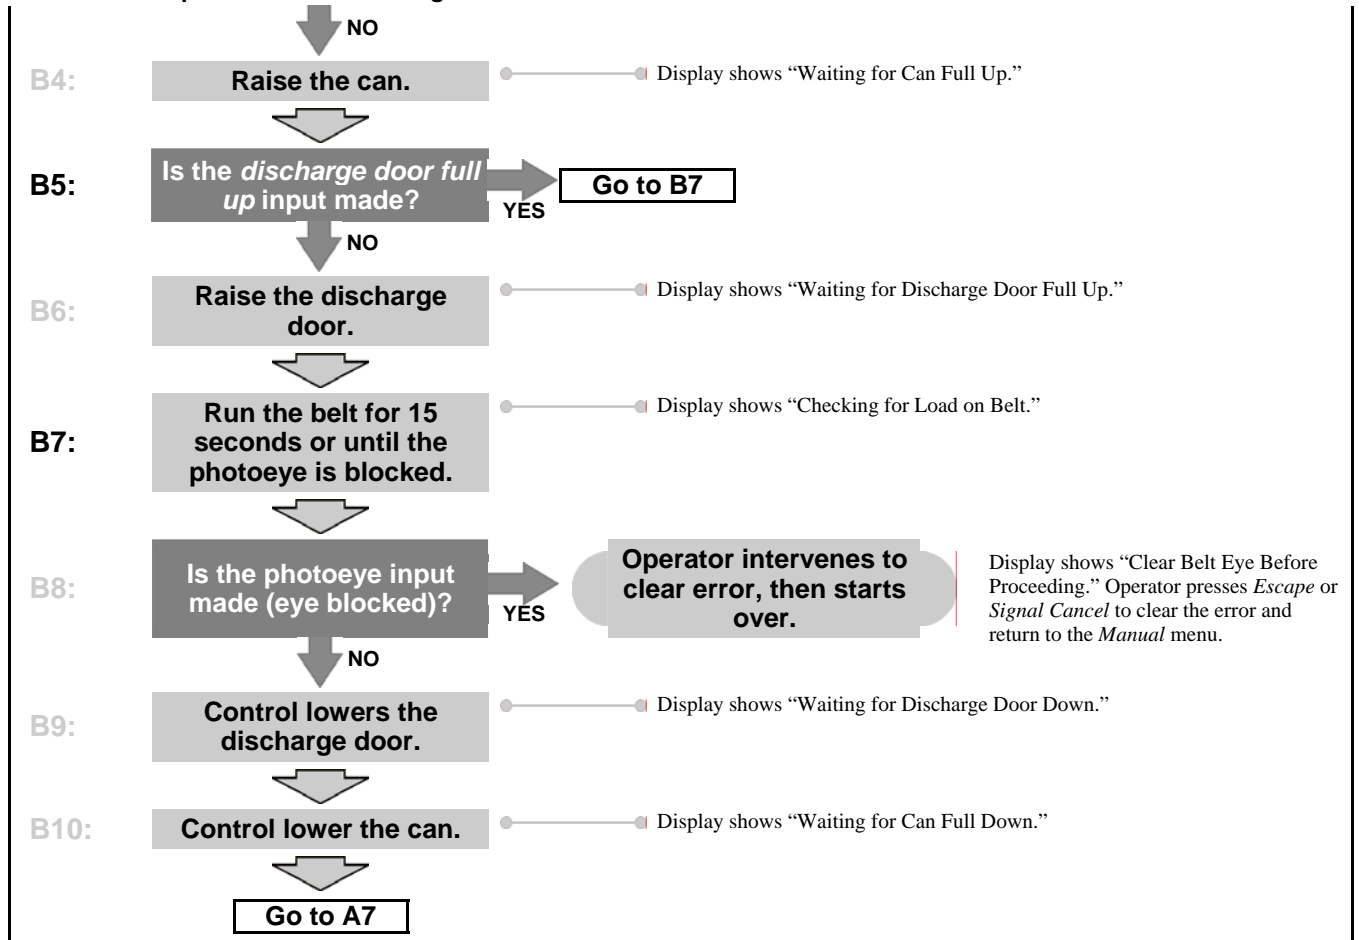 NO
B4:
Raise the can.
Display shows “Waiting for Can Full Up.”
B5:
Is the discharge door full
up input made?
YES
Go to B7
NO
B6:
Raise the discharge
door.
Display shows “Waiting for Discharge Door Full Up.”
B7:
Run the belt for 15
seconds or until the
photoeye is blocked.
Display shows “Checking for Load on Belt.”
B8:
Is the photoeye input
made (eye blocked)?
YES
Operator intervenes to
clear error, then starts
over.
Display shows “Clear Belt Eye Before
Proceeding.” Operator presses Escape or
Signal Cancel to clear the error and
return to the Manual menu.
NO
B9:
Control lowers the
discharge door.
Display shows “Waiting for Discharge Door Down.”
B10:
Control lower the can.
Display shows “Waiting for Can Full Down.”
Go to A7